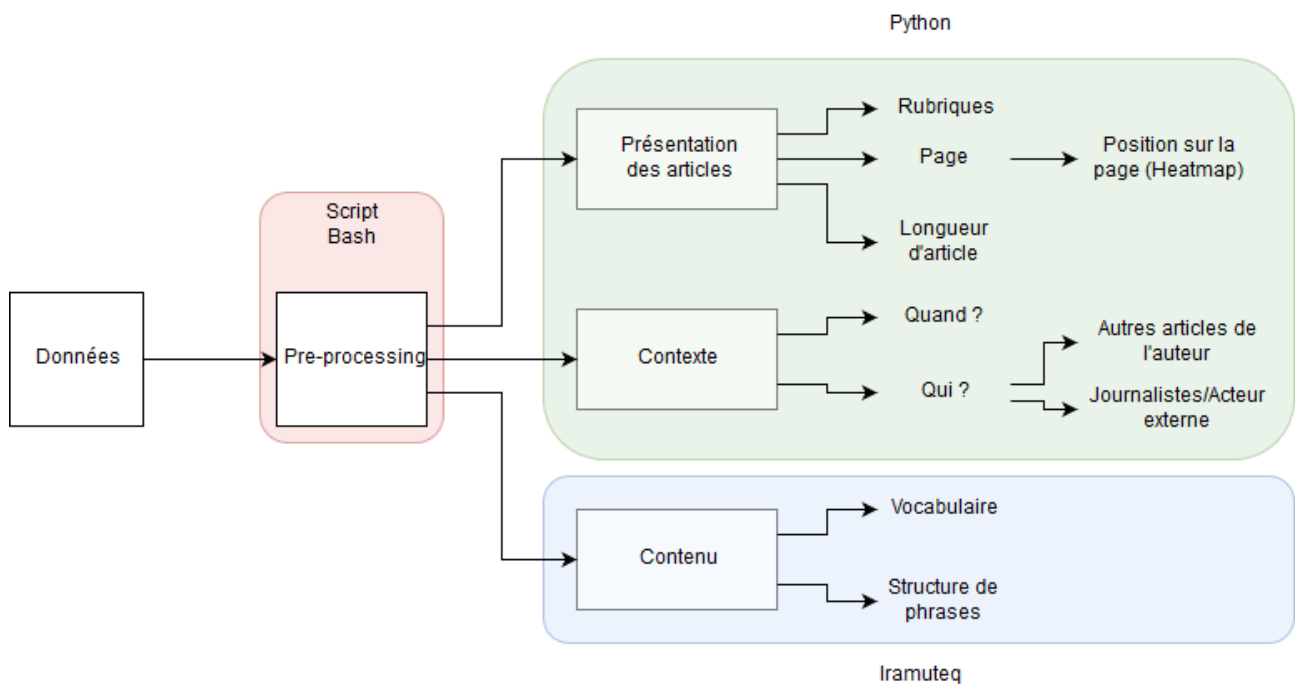 Python
Rubriques
Présentation
des articles
Page
Position sur la
page (Heatmap)
Longueur
d'article
Script
Bash
Données
Pre-processing
Contexte
Quand ?
Qui ?
Autres articles de
l'auteur
Journalistes/Acteur
externe
Contenu
Vocabulaire
Structure de
phrases
Iramuteq